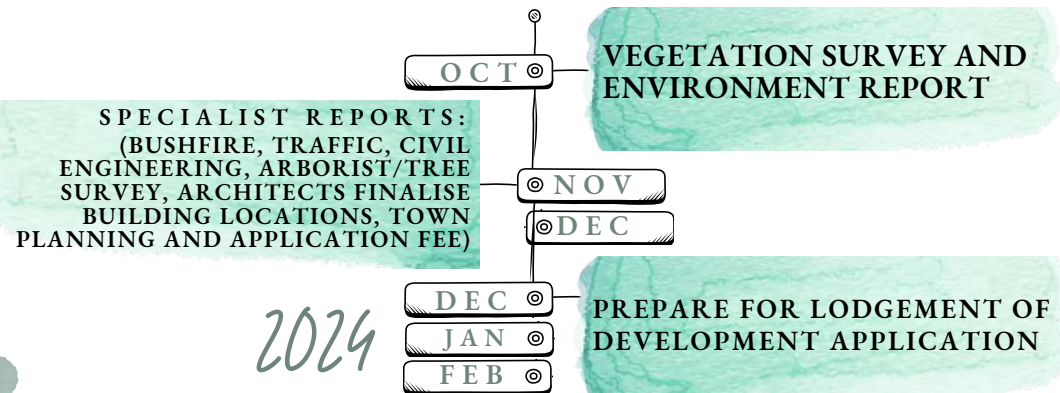 OCT
VEGETATION SURVEY AND
ENVIRONMENT REPORT
SPECIALIST REPORTS:
(BUSHFIRE, TRAFFIC, CIVIL
ENGINEERING, ARBORIST/TREE
SURVEY, ARCHITECTS FINALISE
BUILDING LOCATIONS, TOWN
PLANNING AND APPLICATION FEE)
NOV
DEC
DEC
PREPARE FOR LODGEMENT OF
DEVELOPMENT APPLICATION
2024
JAN
FEB